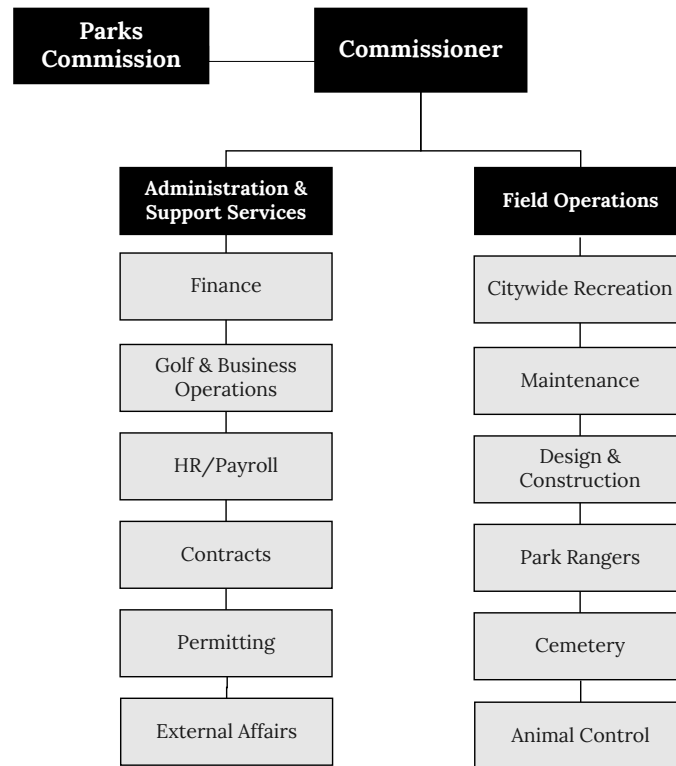 Parks
Commission
Commissioner
Administration &
Support Services
Finance
Golf & Business
Operations
HR/Payroll
Contracts
Permitting
External Affairs
Field Operations
Citywide Recreation
Maintenance
Design &
Construction
Park Rangers
Cemetery
Animal Control